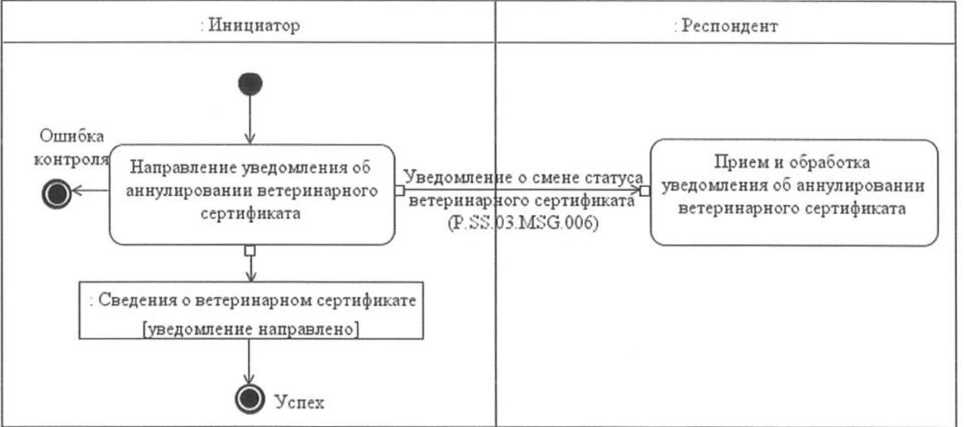 : Инициатор
: Респондент
Ошибка
контроля
Направление уведомления об
аннулировании ветеринарного
сертификата
Уведомление о смене статуса
ветеринарного сертификата
(P.SS.03.MSG.006)
Прием и обработка
уведомления об аннулировании
ветеринарного сертификата
: Сведения о ветеринарном сертификате
[уведомление направлено]
Успех